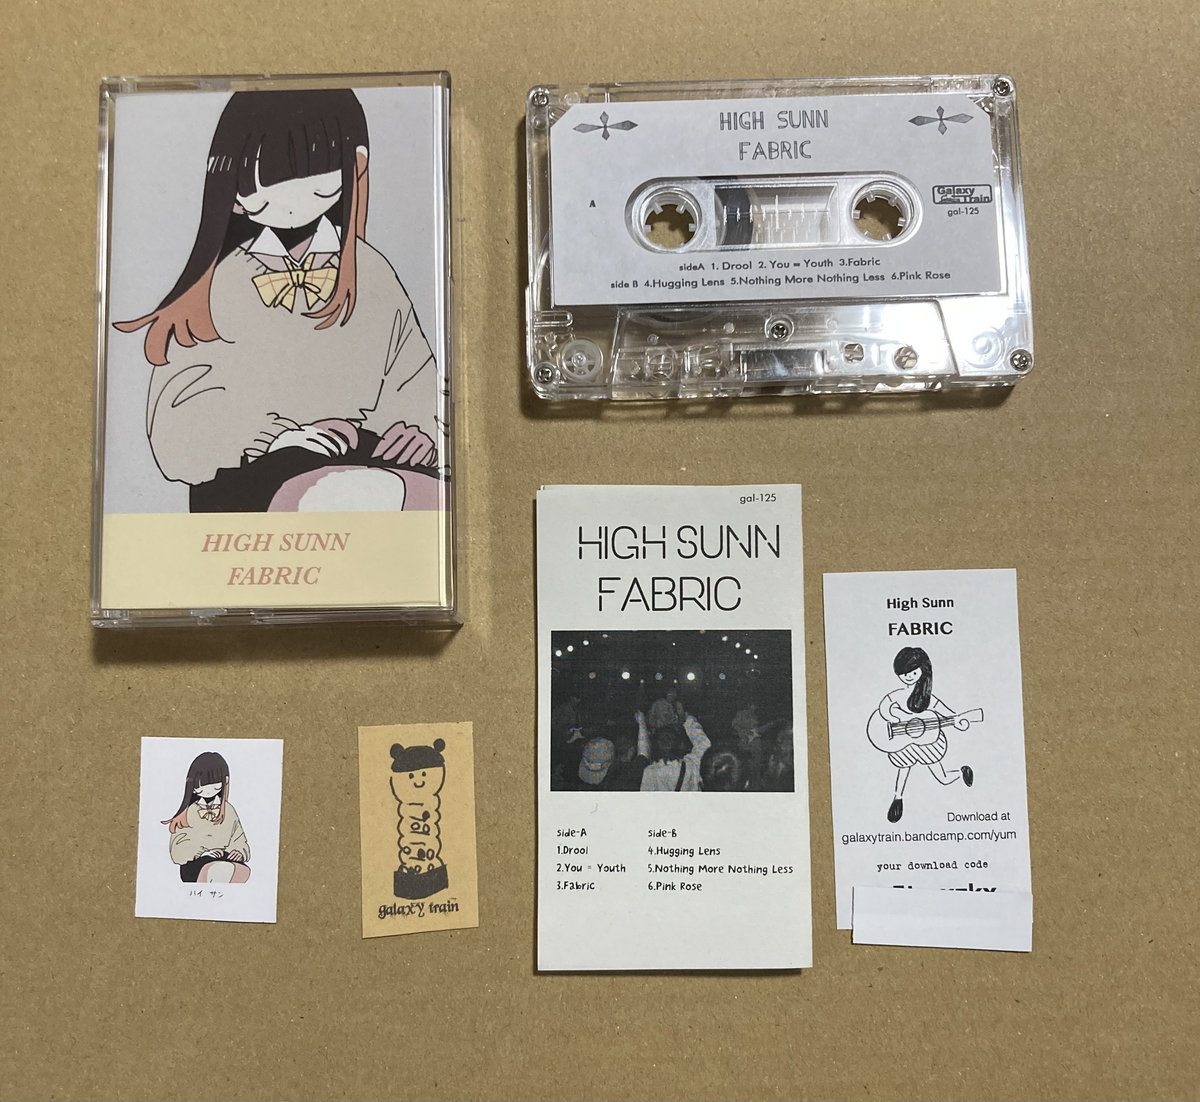 HIGH SUNN
FABRIC
HIGH SUNN
FABRIC
A
Galaxy
Train
gal-125
sideA 1. Drool 2. You = Youth 3.Fabric
side B 4.Hugging Lens 5.Nothing More Nothing Less 6.Pink Rose
gal-125
HIGH SUNN
FABRIC
side-A
1.Drool
2.You = Youth
3.Fabric
side-B
4.Hugging Lens
5.Nothing More Nothing Less
6.Pink Rose
High Sunn
FABRIC
Download at
galaxytrain.bandcamp.com/yum
your download code
ハイ サン
galaxy train